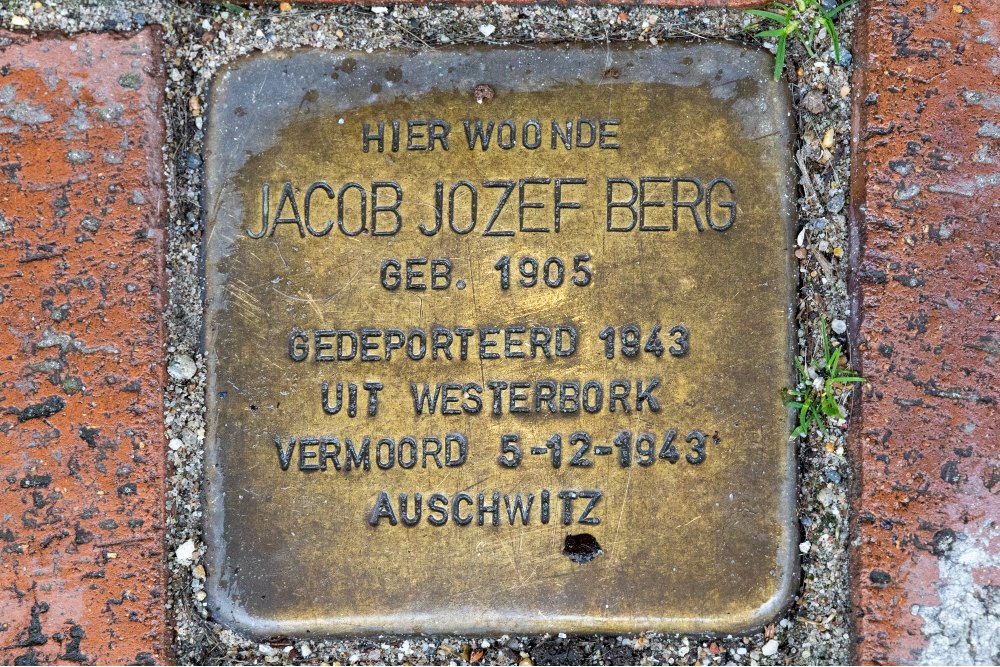 HIER WOONDE
JACOB JOZEF BERG
GEB. 1905
GEDEPORTEERD 1943
UIT WESTERBORK
VERMOORD 5-12-1943
AUSCHWITZ